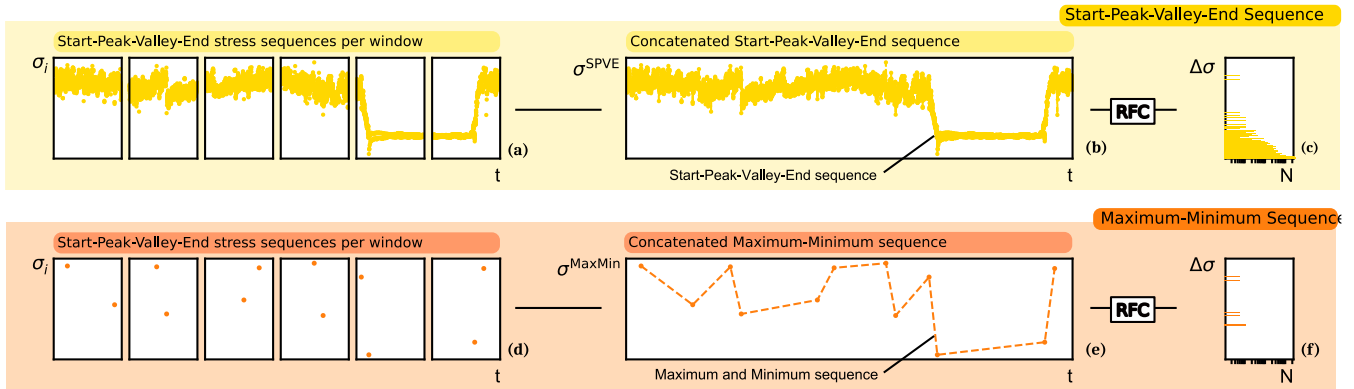 Start-Peak-Valley-End Sequence
Start-Peak-Valley-End stress sequences per window
Concatenated Start-Peak-Valley-End sequence
σi
σSPVE
Δσ
RFC
(a)
(b)
(c)
Start-Peak-Valley-End sequence
t
t
N
Maximum-Minimum Sequence
Start-Peak-Valley-End stress sequences per window
Concatenated Maximum-Minimum sequence
σi
σMaxMin
Δσ
RFC
(d)
(e)
(f)
Maximum and Minimum sequence
t
t
N